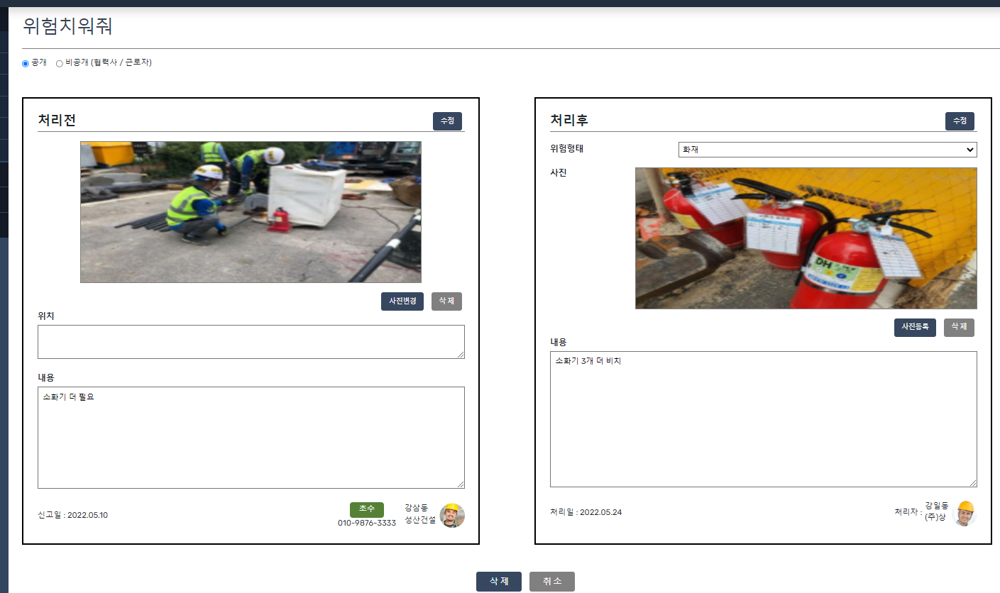 위험치워줘
공개 비공개 (협력사 / 근로자)
처리전
수정
사진변경
삭 제
위치
내용
소화기 더 필요
신고일 : 2022.05.10
초수
010-9876-3333
강삼동
성산건설
처리후
수정
위험형태
화재
사진
DH
사진등록
삭 제
내용
소화기 3개 더 비치
처리일 : 2022.05.24
처리자 :
강일동
(주)상
삭 제
취 소